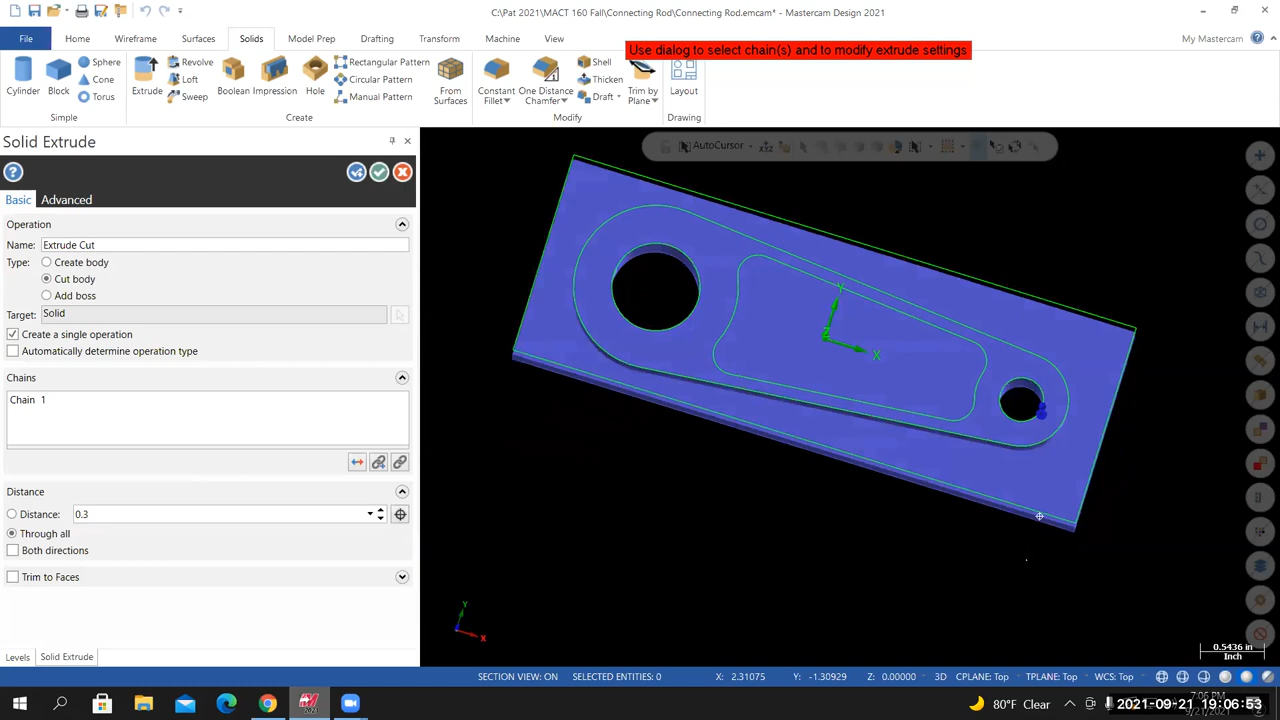 C:\Pat 2021\MACT 160 Fall\Connecting Rod\Connecting Rod.emcam* - Mastercam Design 2021
File Home Wireframe Surfaces Solids Model Prep Drafting Transform Machine View My Mastercam
Use dialog to select chain(s) and to modify extrude settings
Cylinder Block Sphere Cone Torus
Simple
Extrude Revolve Loft Sweep Boolean Impression Hole Rectangular Pattern Circular Pattern Manual Pattern From Surfaces
Create
Constant Fillet One Distance Chamfer Shell Thicken Draft Trim by Plane
Modify
Layout
Drawing
Solid Extrude
AutoCursor
Basic Advanced
Operation
Name: Extrude Cut
Type: Create body
Cut body
Add boss
Target: Solid
Create a single operation
Automatically determine operation type
Chains
Chain 1
Distance
Distance: 0.3
Through all
Both directions
Trim to Faces
Y
Z
X
Y
X
0.5436 in
Inch
Levels Solid Extrude
SECTION VIEW: ON SELECTED ENTITIES: 0 X: 2.31075 Y: -1.30929 Z: 0.00000 3D CPLANE: Top TPLANE: Top WCS: Top
80°F Clear
7:06 PM
2021-09-21 19:06:53
9/21/2021